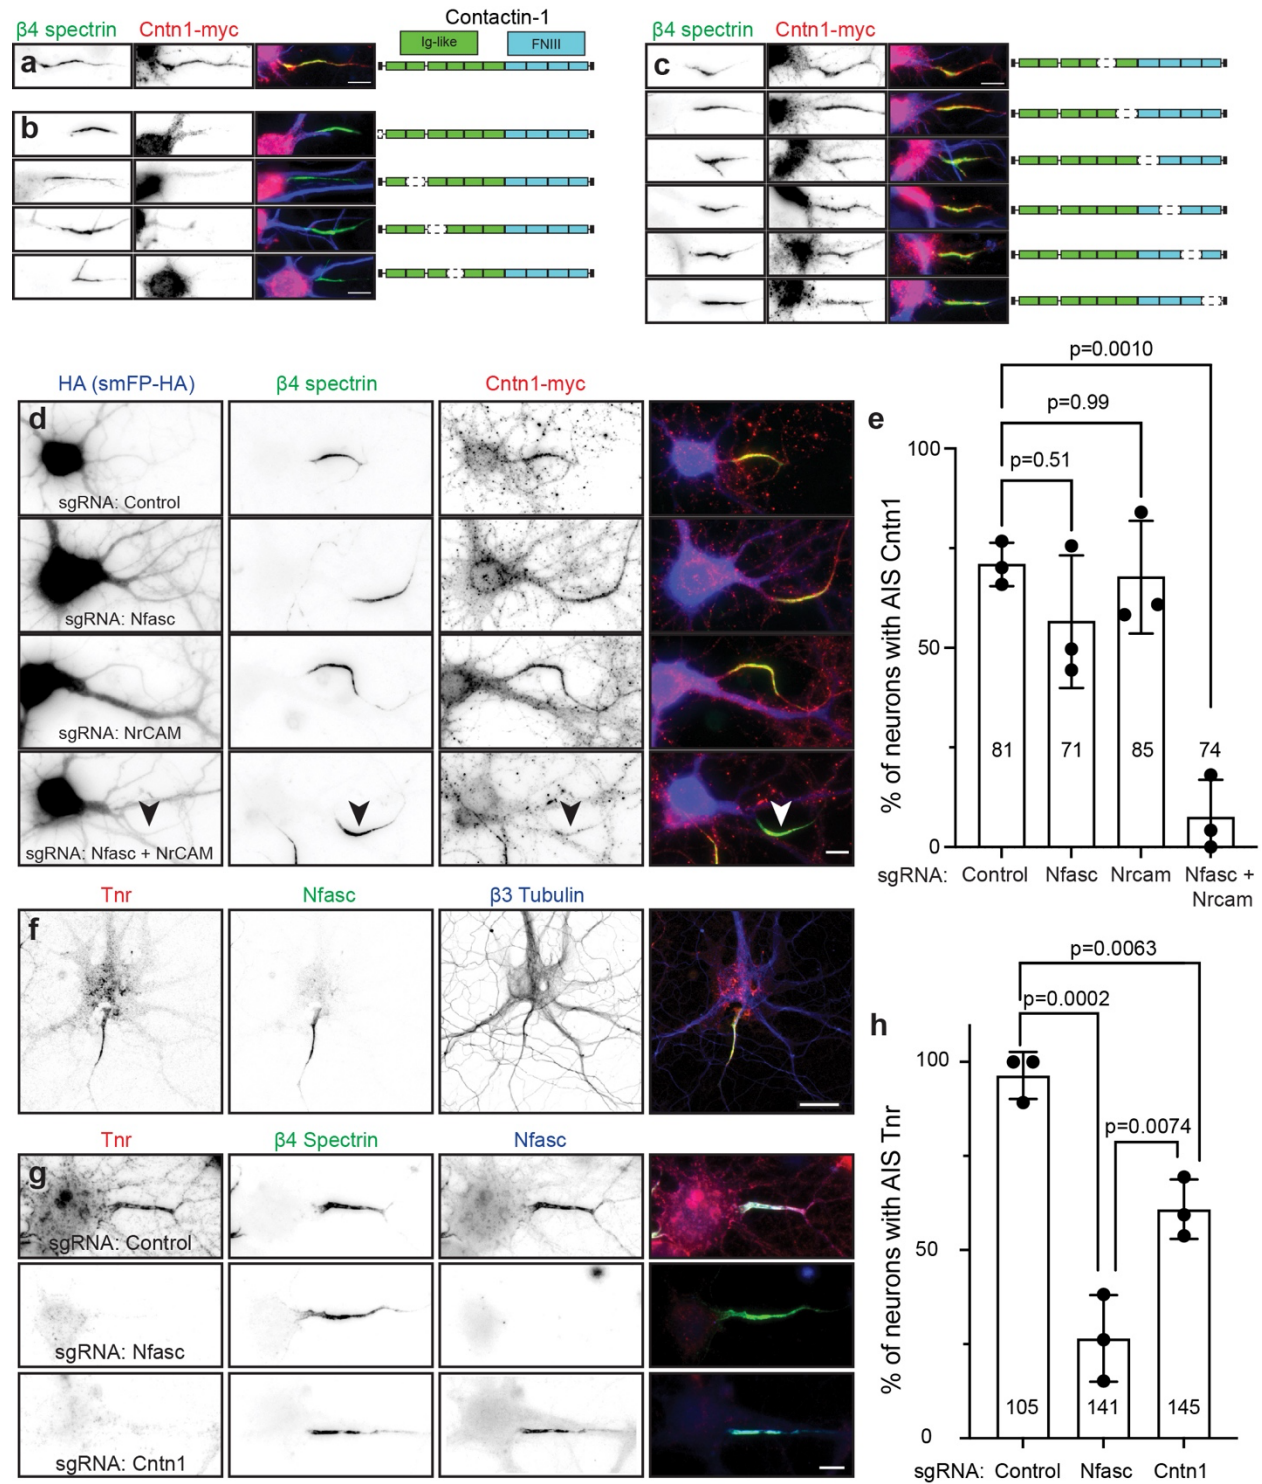 β4 spectrin Cntn1-myc Contactin-1
Ig-like FNIII
a
b
β4 spectrin Cntn1-myc
c
HA (smFP-HA) β4 spectrin Cntn1-myc
d
sgRNA: Control
sgRNA: Nfasc
sgRNA: NrCAM
sgRNA: Nfasc + NrCAM
e
p=0.0010
p=0.99
p=0.51
% of neurons with AIS Cntn1
100
50
0
81 71 85 74
sgRNA: Control Nfasc Nrcam Nfasc +
Nrcam
Tnr Nfasc β3 Tubulin
f
Tnr β4 Spectrin Nfasc
g
sgRNA: Control
sgRNA: Nfasc
sgRNA: Cntn1
h
p=0.0063
p=0.0002
p=0.0074
% of neurons with AIS Tnr
100
50
0
105 141 145
sgRNA: Control Nfasc Cntn1